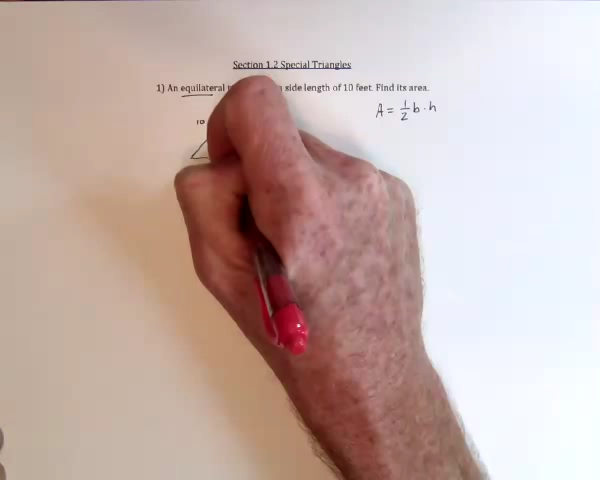 Section 1.2 Special Triangles
1) An equilateral side length of 10 feet. Find its area.
A = 1/2 b · h
10